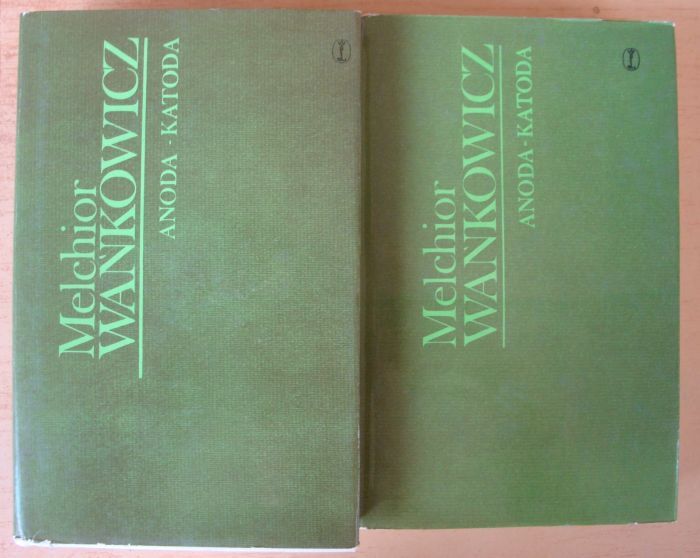 Melchior
WAŃKOWICZ
ANODA - KATODA
Melchior
WAŃKOWICZ
ANODA - KATODA